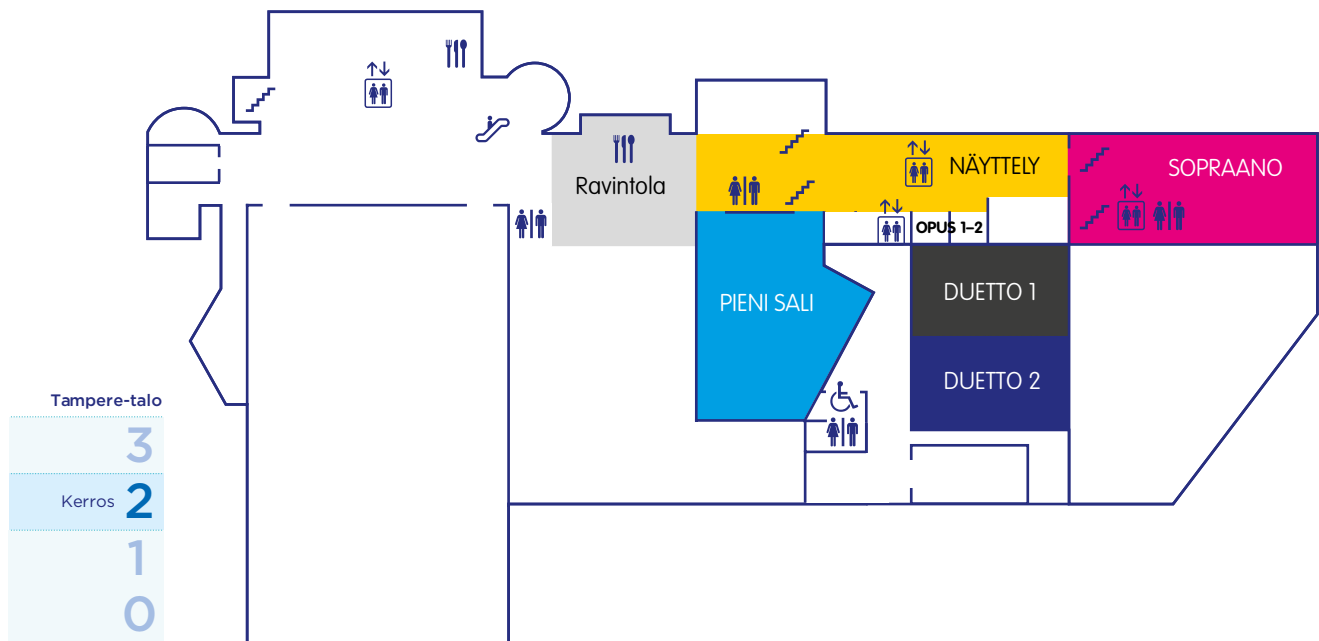 Ravintola
NÄYTTELY
SOPRAANO
OPUS 1–2
PIENI SALI
DUETTO 1
DUETTO 2
Tampere-talo
3
Kerros 2
1
0